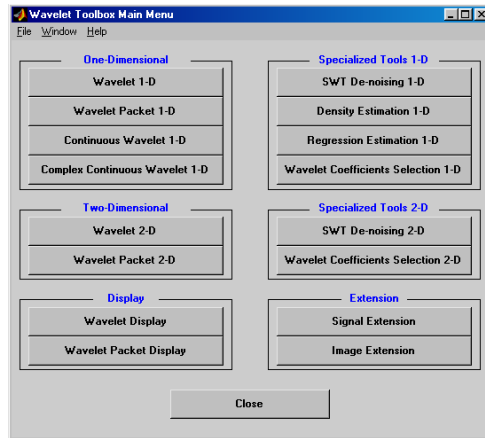 Wavelet Toolbox Main Menu
File Window Help
One-Dimensional
Wavelet 1-D
Wavelet Packet 1-D
Continuous Wavelet 1-D
Complex Continuous Wavelet 1-D
Specialized Tools 1-D
SWT De-noising 1-D
Density Estimation 1-D
Regression Estimation 1-D
Wavelet Coefficients Selection 1-D
Two-Dimensional
Wavelet 2-D
Wavelet Packet 2-D
Specialized Tools 2-D
SWT De-noising 2-D
Wavelet Coefficients Selection 2-D
Display
Wavelet Display
Wavelet Packet Display
Extension
Signal Extension
Image Extension
Close